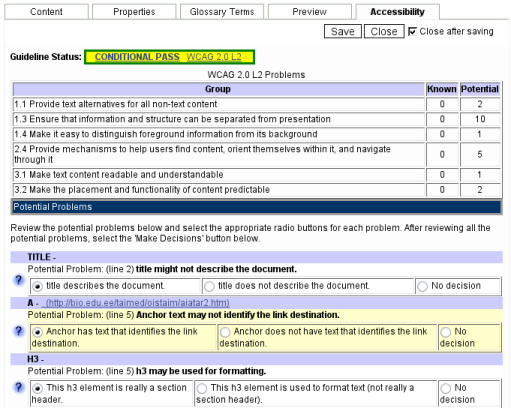 Content Properties Glossary Terms Preview Accessibility
Save Close Close after saving
Guideline Status: CONDITIONAL PASS WCAG 2.0 L2
WCAG 2.0 L2 Problems
Group Known Potential
1.1 Provide text alternatives for all non-text content 0 2
1.3 Ensure that information and structure can be separated from presentation 0 10
1.4 Make it easy to distinguish foreground information from its background 0 1
2.4 Provide mechanisms to help users find content, orient themselves within it, and navigate
through it 0 5
3.1 Make text content readable and understandable 0 1
3.2 Make the placement and functionality of content predictable 0 2
Potential Problems
Review the potential problems below and select the appropriate radio buttons for each problem. After reviewing all the
potential problems, select the 'Make Decisions' button below.
TITLE -
Potential Problem: (line 2) title might not describe the document.
? title describes the document. title does not describe the document. No decision
A - (http://bio.edu.ee/taimed/oistaim/aiatar2.htm)
Potential Problem: (line 5) Anchor text may not identify the link destination.
? Anchor has text that identifies the link Anchor does not have text that identifies the link No
destination. destination. decision
H3 -
Potential Problem: (line 5) h3 may be used for formatting.
? This h3 element is really a section This h3 element is used to format text (not really a No
header. section header). decision